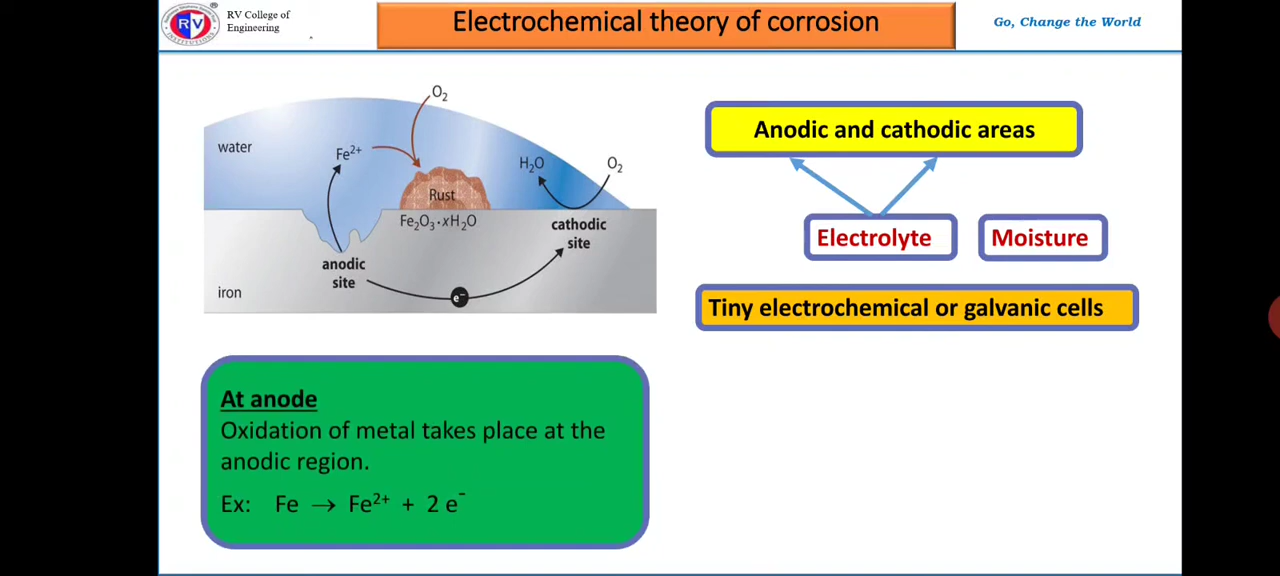 RV College of
Engineering
Electrochemical theory of corrosion
Go, Change the World
RV
water
O₂
Fe²⁺
H₂O
O₂
Rust
Fe₂O₃·xH₂O
cathodic
site
anodic
site
iron
e⁻
Anodic and cathodic areas
Electrolyte
Moisture
Tiny electrochemical or galvanic cells
At anode
Oxidation of metal takes place at the
anodic region.
Ex: Fe → Fe²⁺ + 2 e⁻